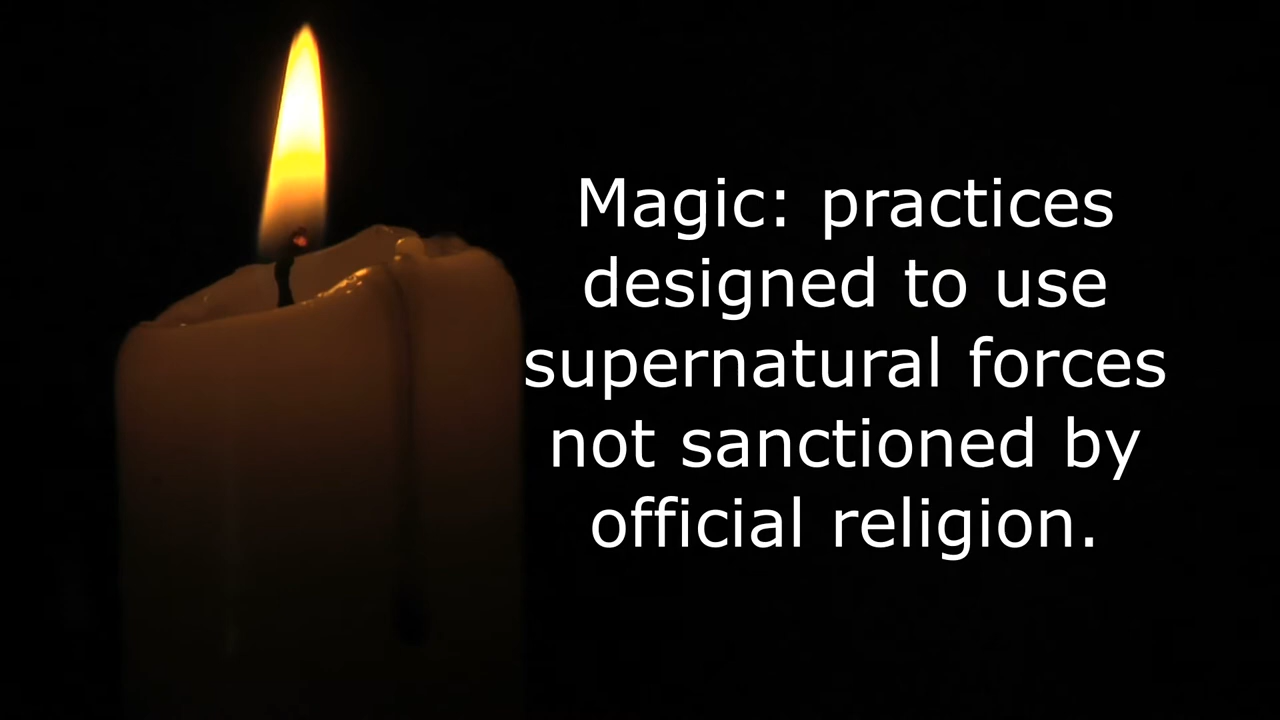 Magic: practices
designed to use
supernatural forces
not sanctioned by
official religion.